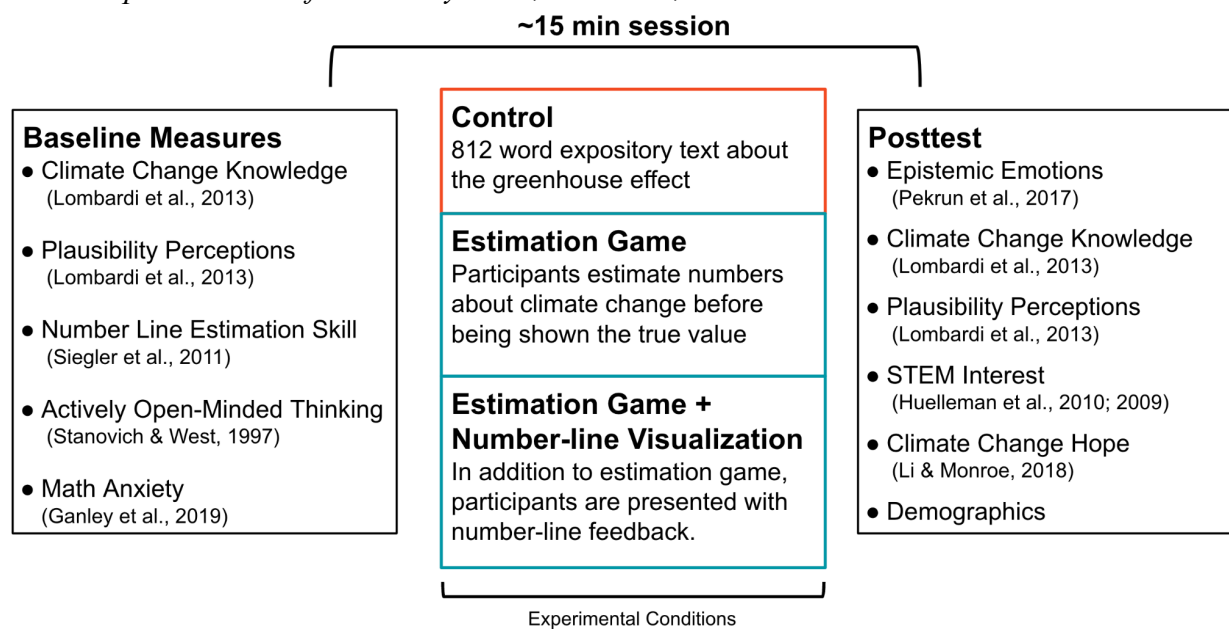 ~15 min session
Baseline Measures
● Climate Change Knowledge
(Lombardi et al., 2013)
● Plausibility Perceptions
(Lombardi et al., 2013)
● Number Line Estimation Skill
(Siegler et al., 2011)
● Actively Open-Minded Thinking
(Stanovich & West, 1997)
● Math Anxiety
(Ganley et al., 2019)
Control
812 word expository text about
the greenhouse effect
Estimation Game
Participants estimate numbers
about climate change before
being shown the true value
Estimation Game +
Number-line Visualization
In addition to estimation game,
participants are presented with
number-line feedback.
Experimental Conditions
Posttest
● Epistemic Emotions
(Pekrun et al., 2017)
● Climate Change Knowledge
(Lombardi et al., 2013)
● Plausibility Perceptions
(Lombardi et al., 2013)
● STEM Interest
(Huelleman et al., 2010; 2009)
● Climate Change Hope
(Li & Monroe, 2018)
● Demographics